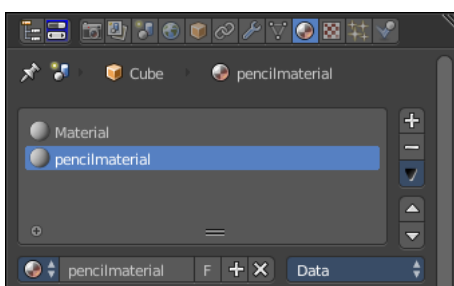 Cube pencilmaterial
Material
pencilmaterial
pencilmaterial F Data